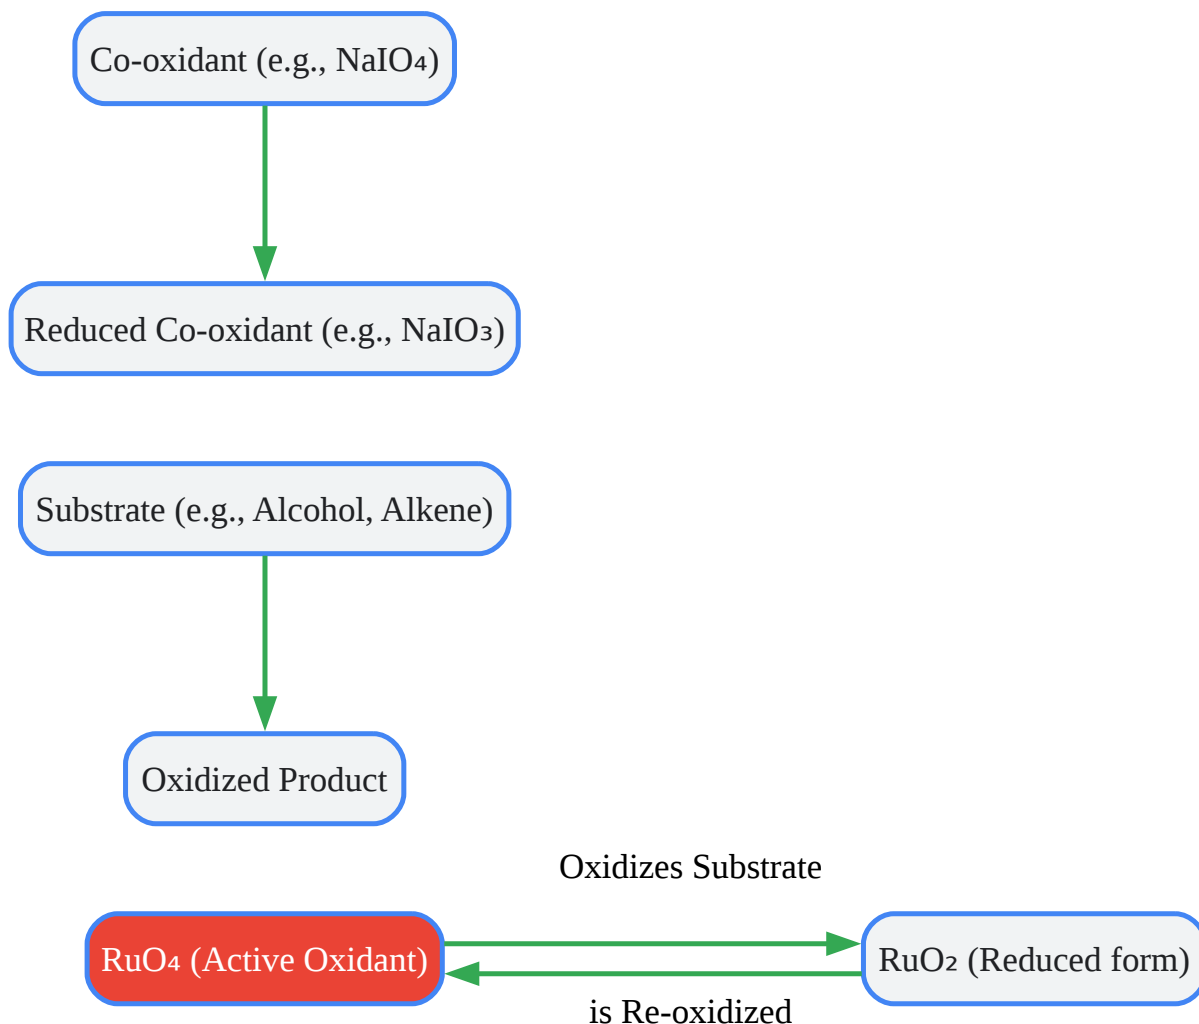 Co-oxidant (e.g., NaIO₄)
Reduced Co-oxidant (e.g., NaIO₃)
Substrate (e.g., Alcohol, Alkene)
Oxidized Product
Oxidizes Substrate
RuO₄ (Active Oxidant)
RuO₂ (Reduced form)
is Re-oxidized